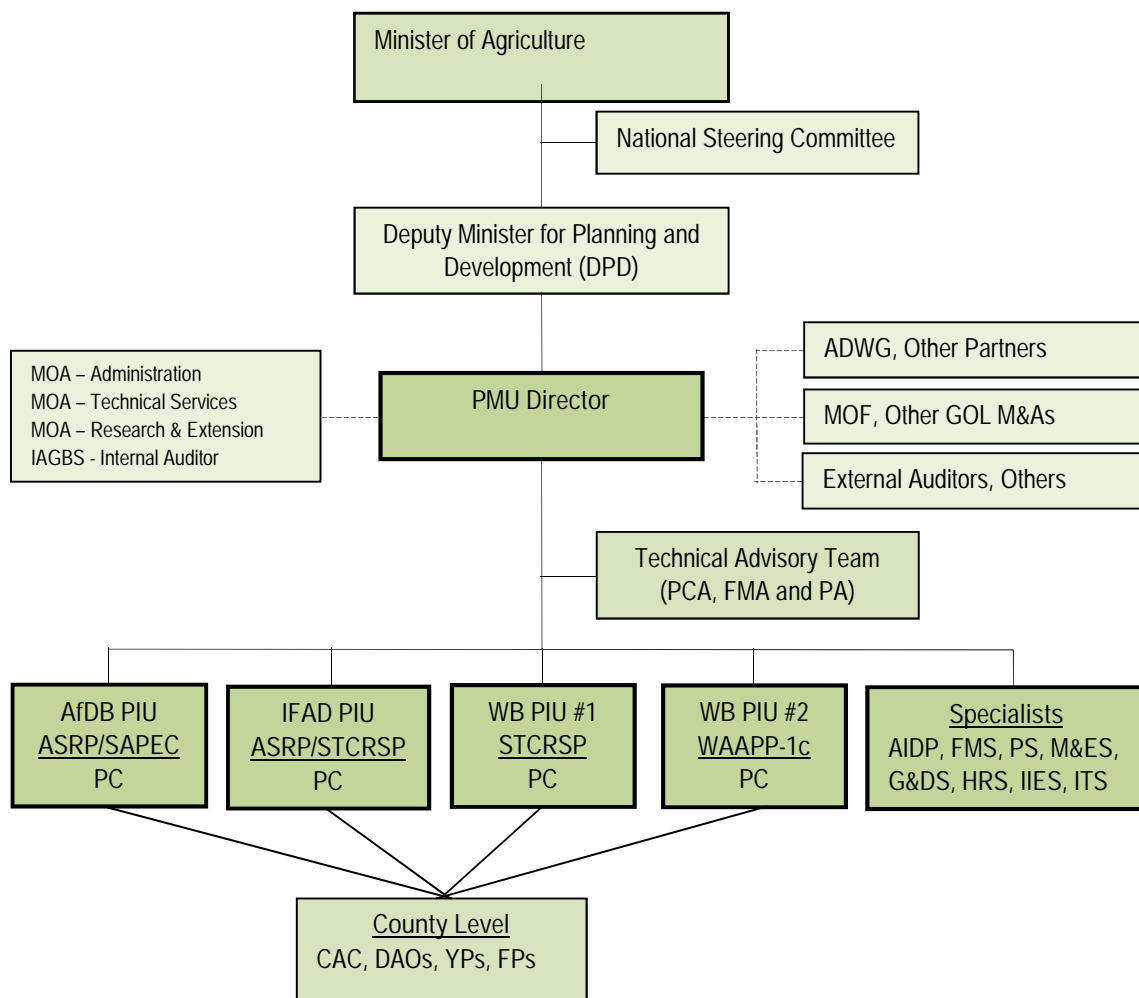 Minister of Agriculture
National Steering Committee
Deputy Minister for Planning and
Development (DPD)
MOA – Administration
MOA – Technical Services
MOA – Research & Extension
IAGBS - Internal Auditor
PMU Director
ADWG, Other Partners
MOF, Other GOL M&As
External Auditors, Others
Technical Advisory Team
(PCA, FMA and PA)
AfDB PIU
ASRP/SAPEC
PC
IFAD PIU
ASRP/STCRSP
PC
WB PIU #1
STCRSP
PC
WB PIU #2
WAAPP-1c
PC
Specialists
AIDP, FMS, PS, M&ES,
G&DS, HRS, IIES, ITS
County Level
CAC, DAOs, YPs, FPs